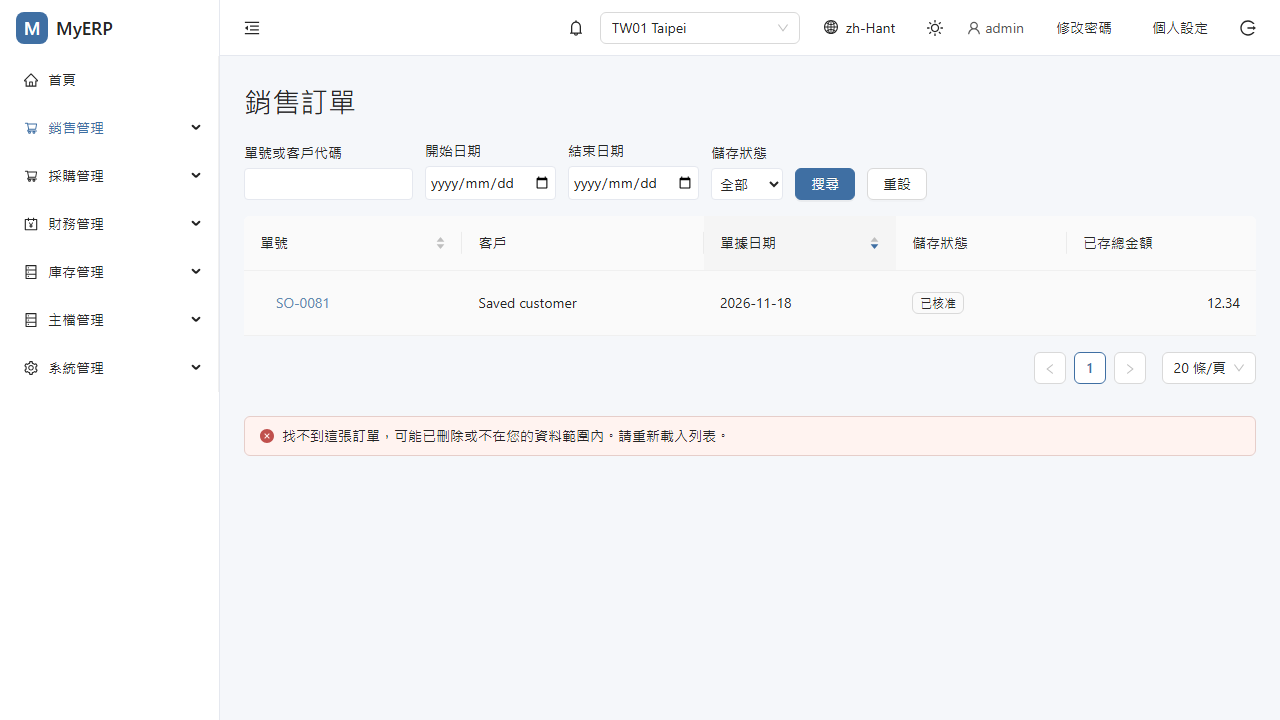 M MyERP
TW01 Taipei
zh-Hant
admin
修改密碼
個人設定
首頁
銷售管理
採購管理
財務管理
庫存管理
主檔管理
系統管理
銷售訂單
單號或客戶代碼
開始日期
結束日期
儲存狀態
yyyy/mm/dd
yyyy/mm/dd
全部
搜尋
重設
單號
客戶
單據日期
儲存狀態
已存總金額
SO-0081
Saved customer
2026-11-18
已核准
12.34
1
20 條/頁
找不到這張訂單，可能已刪除或不在您的資料範圍內。請重新載入列表。